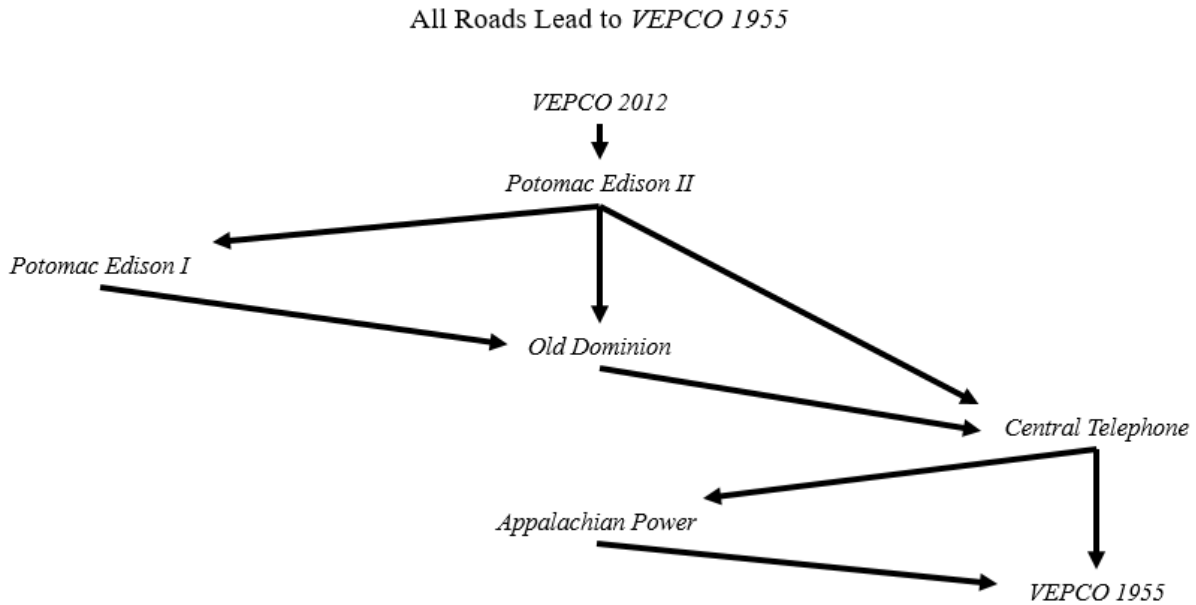 All Roads Lead to VEPCO 1955
VEPCO 2012
Potomac Edison II
Potomac Edison I
Old Dominion
Central Telephone
Appalachian Power
VEPCO 1955